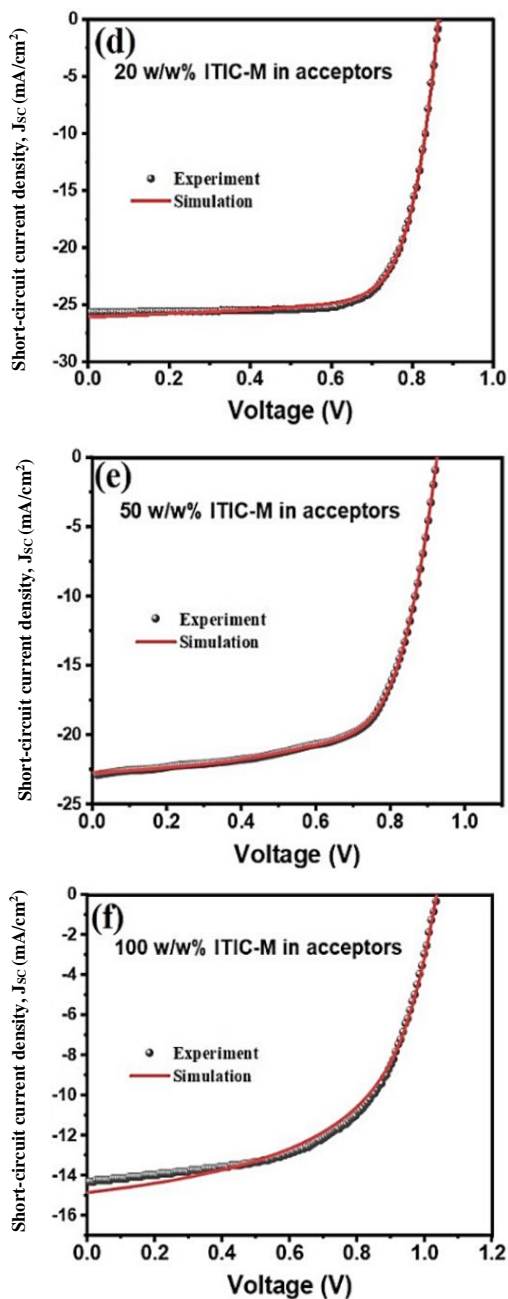 (d)
20 w/w% ITIC-M in acceptors
Experiment
Simulation
Short-circuit current density, JSC (mA/cm²)
0
-5
-10
-15
-20
-25
-30
0.0 0.2 0.4 0.6 0.8 1.0
Voltage (V)
(e)
50 w/w% ITIC-M in acceptors
Experiment
Simulation
Short-circuit current density, JSC (mA/cm²)
0
-5
-10
-15
-20
-25
0.0 0.2 0.4 0.6 0.8 1.0
Voltage (V)
(f)
100 w/w% ITIC-M in acceptors
Experiment
Simulation
Short-circuit current density, JSC (mA/cm²)
0
-2
-4
-6
-8
-10
-12
-14
-16
0.0 0.2 0.4 0.6 0.8 1.0 1.2
Voltage (V)